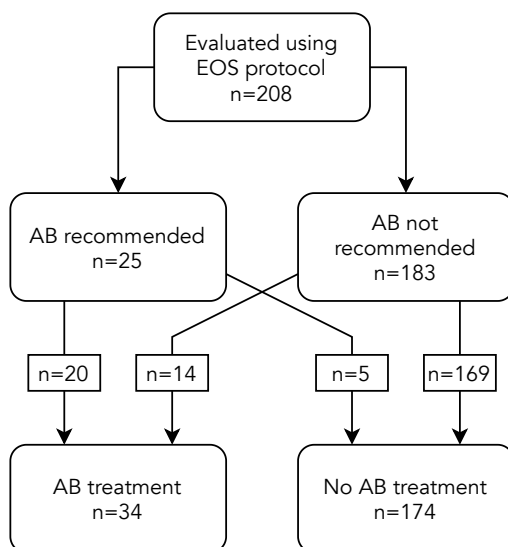 Evaluated using
EOS protocol
n=208
AB recommended
n=25
AB not
recommended
n=183
n=20
n=14
n=5
n=169
AB treatment
n=34
No AB treatment
n=174